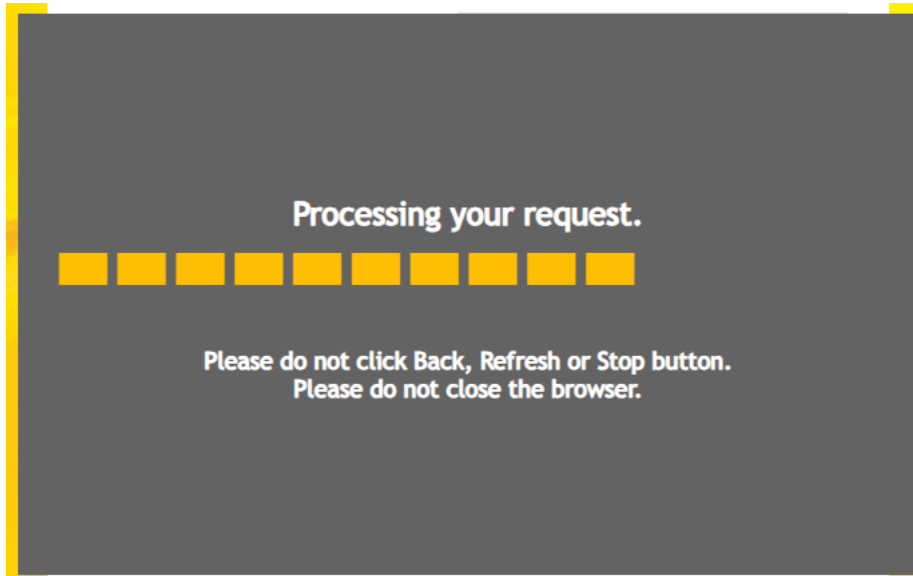 Processing your request.
Please do not click Back, Refresh or Stop button.
Please do not close the browser.